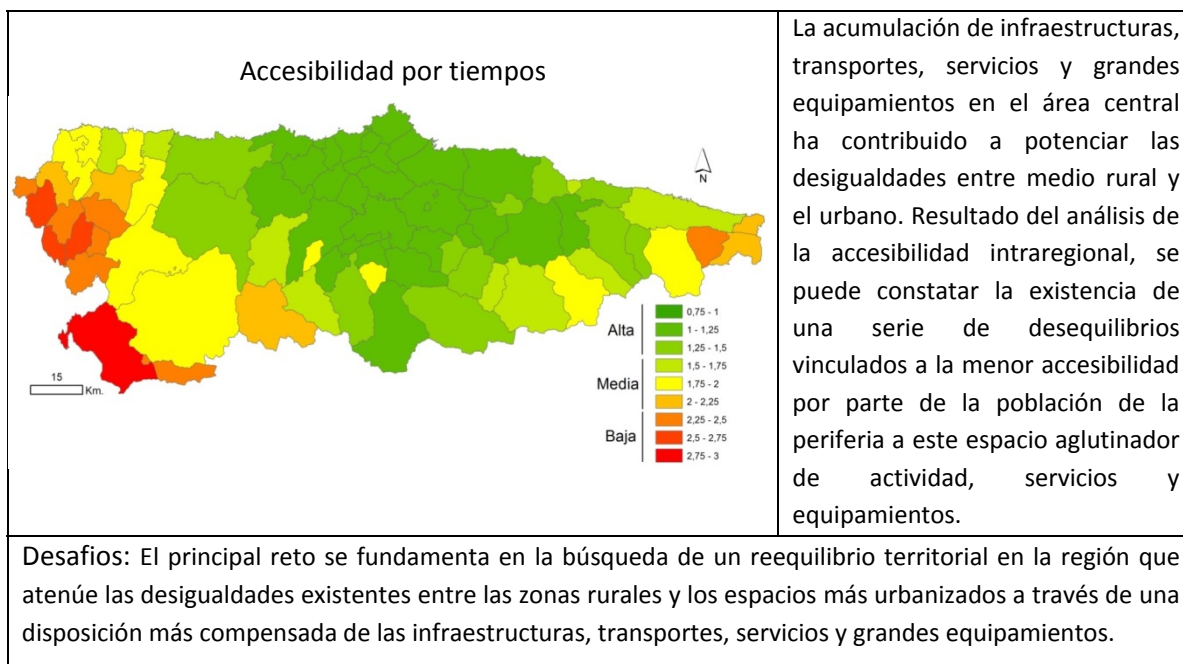 Accesibilidad por tiempos
N
15
Km.
Alta
Media
Baja
0,75 - 1
1 - 1,25
1,25 - 1,5
1,5 - 1,75
1,75 - 2
2 - 2,25
2,25 - 2,5
2,5 - 2,75
2,75 - 3
La acumulación de infraestructuras,
transportes, servicios y grandes
equipamientos en el área central
ha contribuido a potenciar las
desigualdades entre medio rural y
el urbano. Resultado del análisis de
la accesibilidad intraregional, se
puede constatar la existencia de
una serie de desequilibrios
vinculados a la menor accesibilidad
por parte de la población de la
periferia a este espacio aglutinador
de actividad, servicios y
equipamientos.
Desafios: El principal reto se fundamenta en la búsqueda de un reequilibrio territorial en la región que
atenúe las desigualdades existentes entre las zonas rurales y los espacios más urbanizados a través de una
disposición más compensada de las infraestructuras, transportes, servicios y grandes equipamientos.